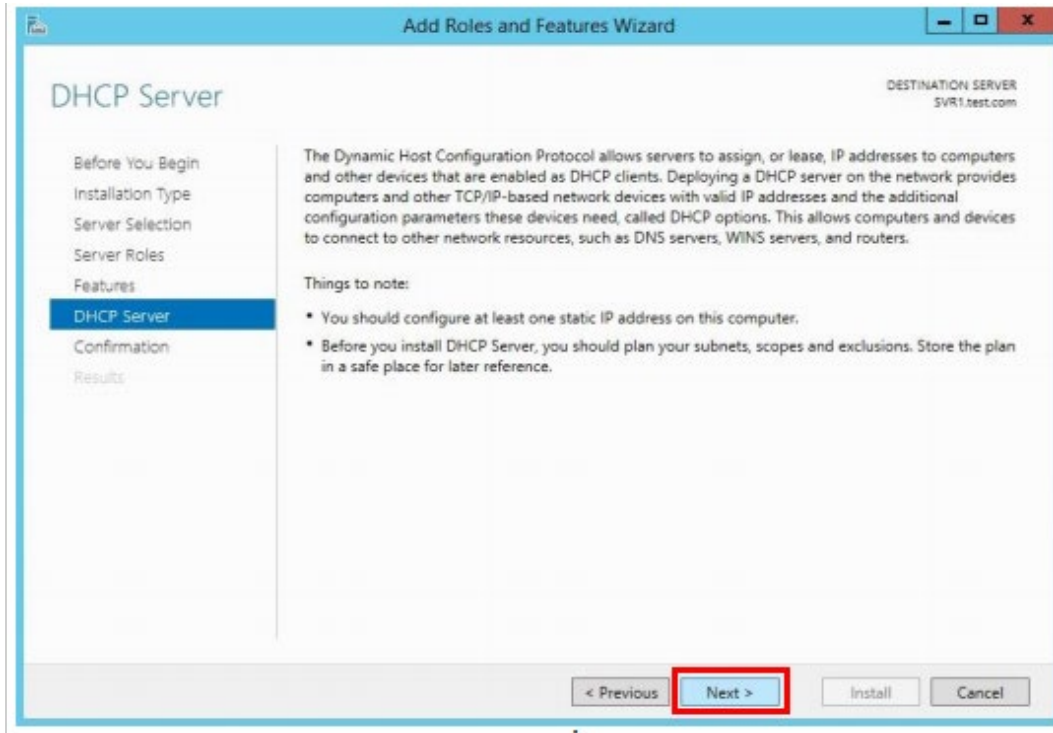 Add Roles and Features Wizard
DHCP Server
DESTINATION SERVER
SVR1.test.com
Before You Begin
Installation Type
Server Selection
Server Roles
Features
DHCP Server
Confirmation
Results
The Dynamic Host Configuration Protocol allows servers to assign, or lease, IP addresses to computers
and other devices that are enabled as DHCP clients. Deploying a DHCP server on the network provides
computers and other TCP/IP-based network devices with valid IP addresses and the additional
configuration parameters these devices need, called DHCP options. This allows computers and devices
to connect to other network resources, such as DNS servers, WINS servers, and routers.
Things to note:
• You should configure at least one static IP address on this computer.
• Before you install DHCP Server, you should plan your subnets, scopes and exclusions. Store the plan
in a safe place for later reference.
< Previous Next > Install Cancel